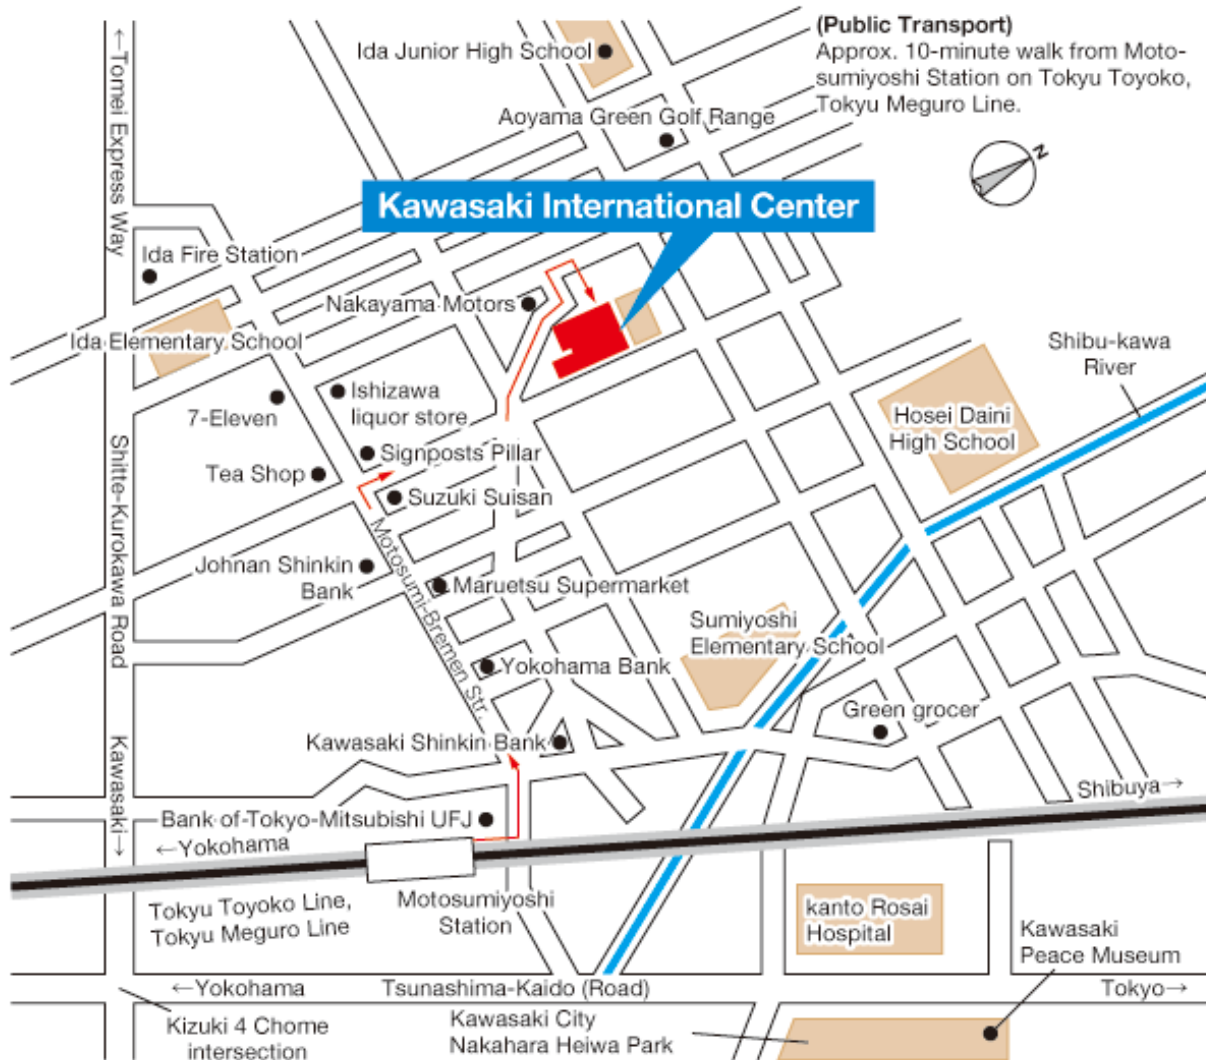 (Public Transport)
Approx. 10-minute walk from Moto-
sumiyoshi Station on Tokyu Toyoko,
Tokyu Meguro Line.
N
←Tomei Express Way
Ida Junior High School
Aoyama Green Golf Range
Kawasaki International Center
Ida Fire Station
Nakayama Motors
Ida Elementary School
Shibu-kawa
River
7-Eleven
Ishizawa
liquor store
Hosei Daini
High School
Signposts Pillar
Tea Shop
Suzuki Suisan
Shitte-Kurokawa Road
Motosumi-Bremen Str.
Johnan Shinkin
Bank
Maruetsu Supermarket
Sumiyoshi
Elementary School
Yokohama Bank
Green grocer
Kawasaki Shinkin Bank
Kawasaki→
Shibuya→
Bank of-Tokyo-Mitsubishi UFJ
←Yokohama
Motosumiyoshi
Station
Tokyu Toyoko Line,
Tokyu Meguro Line
kanto Rosai
Hospital
Kawasaki
Peace Museum
←Yokohama
Tsunashima-Kaido (Road)
Tokyo→
Kizuki 4 Chome
intersection
Kawasaki City
Nakahara Heiwa Park